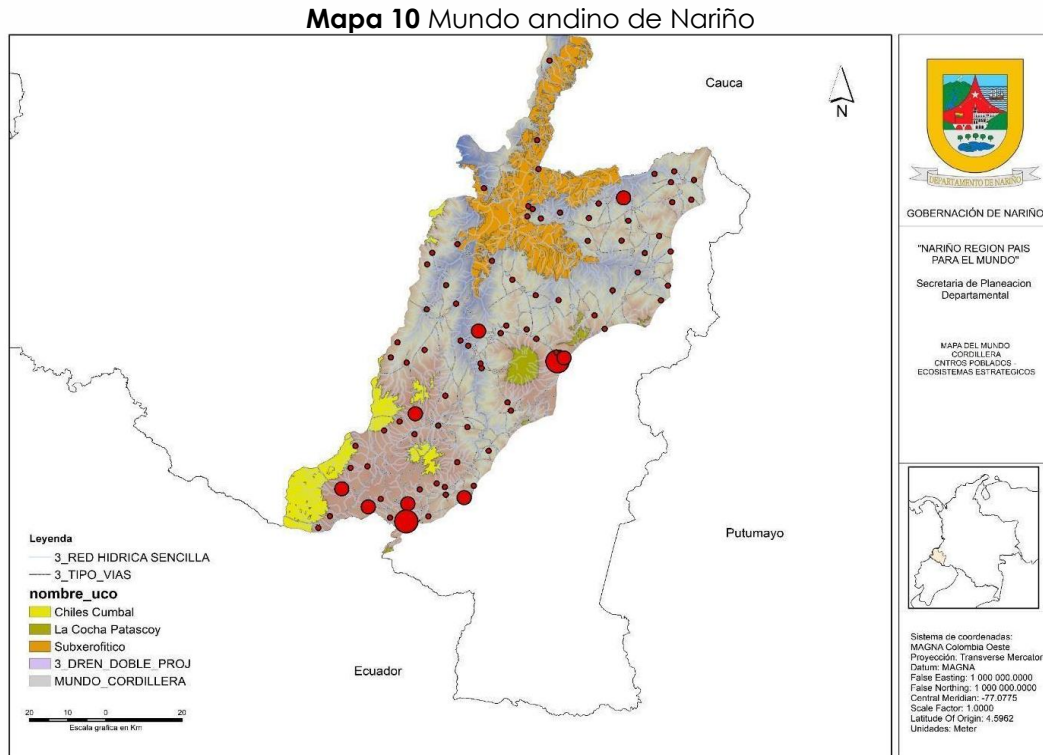 Mapa 10 Mundo andino de Nariño
Cauca
N
Putumayo
Ecuador
Leyenda
3_RED HIDRICA SENCILLA
3_TIPO_VIAS
nombre_uco
Chiles Cumbal
La Cocha Patascoy
Subxerofitico
3_DREN_DOBLE_PROJ
MUNDO_CORDILLERA
20 10 0 20
Escala grafica en Km
DEPARTAMENTO DE NARIÑO
GOBERNACIÓN DE NARIÑO
"NARIÑO REGION PAIS
PARA EL MUNDO"
Secretaria de Planeacion
Departamental
MAPA DEL MUNDO
CORDILLERA
CNTROS POBLADOS -
ECOSISTEMAS ESTRATEGICOS
Sistema de coordenadas:
MAGNA Colombia Oeste
Proyección: Transverse Mercator
Datum: MAGNA
False Easting: 1 000 000.0000
False Northing: 1 000 000.0000
Central Meridian: -77.0775
Scale Factor: 1.0000
Latitude Of Origin: 4.5962
Unidades: Meter